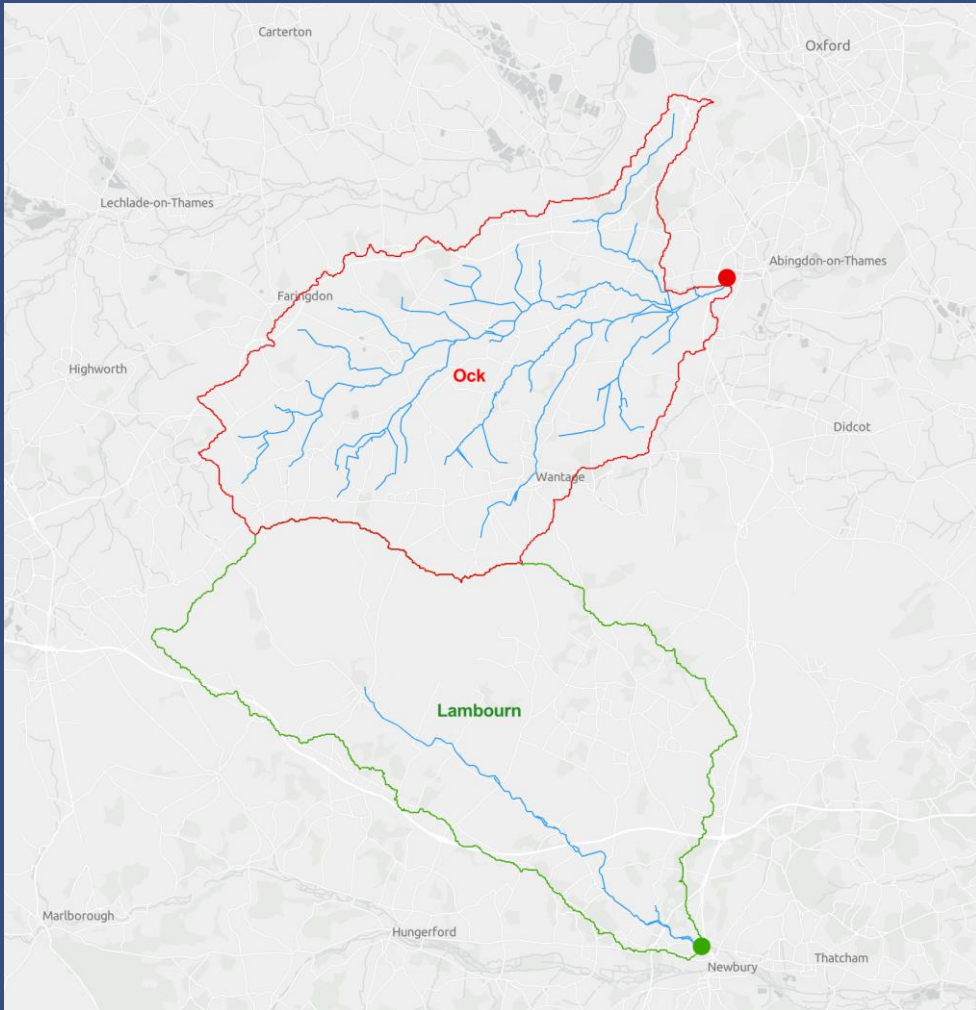 Carterton
Oxford
Lechlade-on-Thames
Abingdon-on-Thames
Faringdon
Highworth
Ock
Didcot
Wantage
Lambourn
Marlborough
Hungerford
Thatcham
Newbury